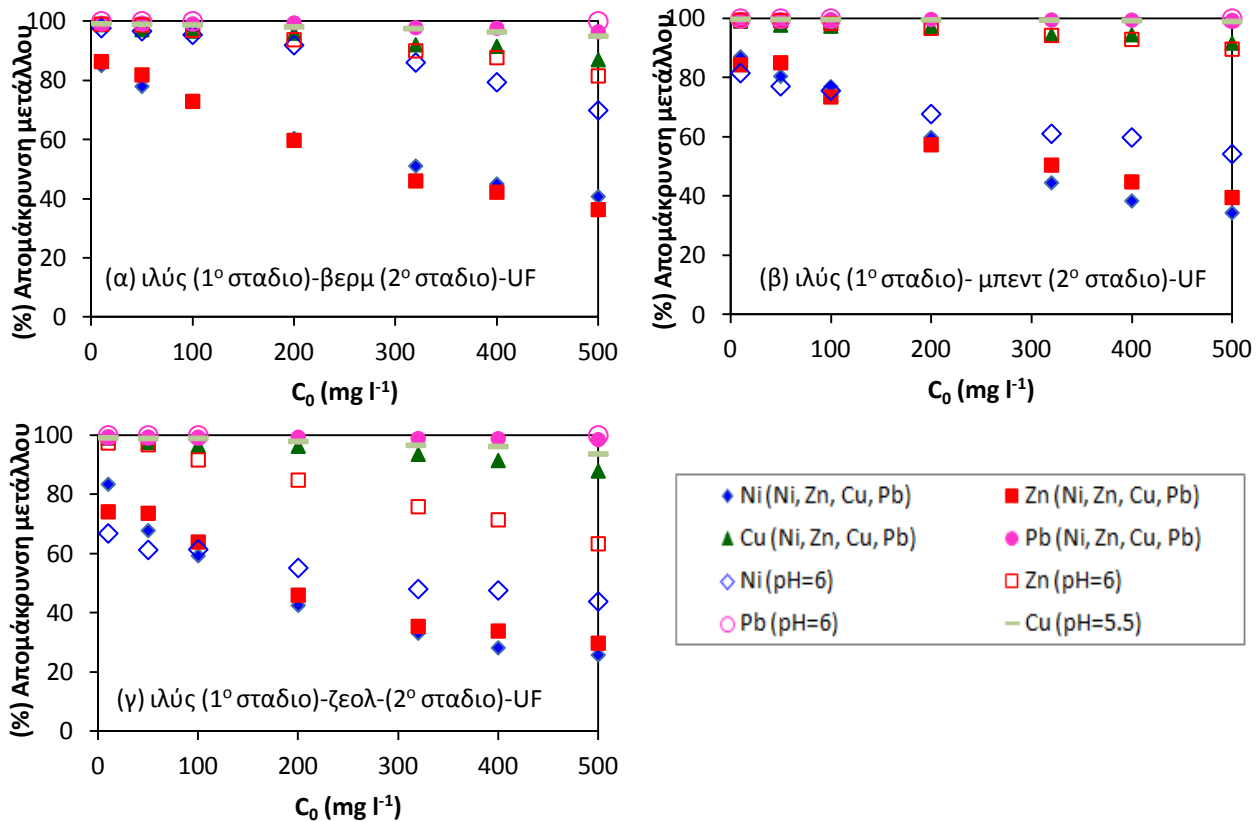 (%) Απομάκρυνση μετάλλου
100
80
60
40
20
0
(α) ιλύς (1ο σταδιο)-βερμ (2ο σταδιο)-UF
0 100 200 300 400 500
C0 (mg l-1)
(%) Απομάκρυνση μετάλλου
100
80
60
40
20
0
(β) ιλύς (1ο σταδιο)- μπεντ (2ο σταδιο)-UF
0 100 200 300 400 500
C0 (mg l-1)
(%) Απομάκρυνση μετάλλου
100
80
60
40
20
0
(γ) ιλύς (1ο σταδιο)-ζεολ-(2ο σταδιο)-UF
0 100 200 300 400 500
C0 (mg l-1)
Ni (Ni, Zn, Cu, Pb) Zn (Ni, Zn, Cu, Pb)
Cu (Ni, Zn, Cu, Pb) Pb (Ni, Zn, Cu, Pb)
Ni (pH=6) Zn (pH=6)
Pb (pH=6) Cu (pH=5.5)